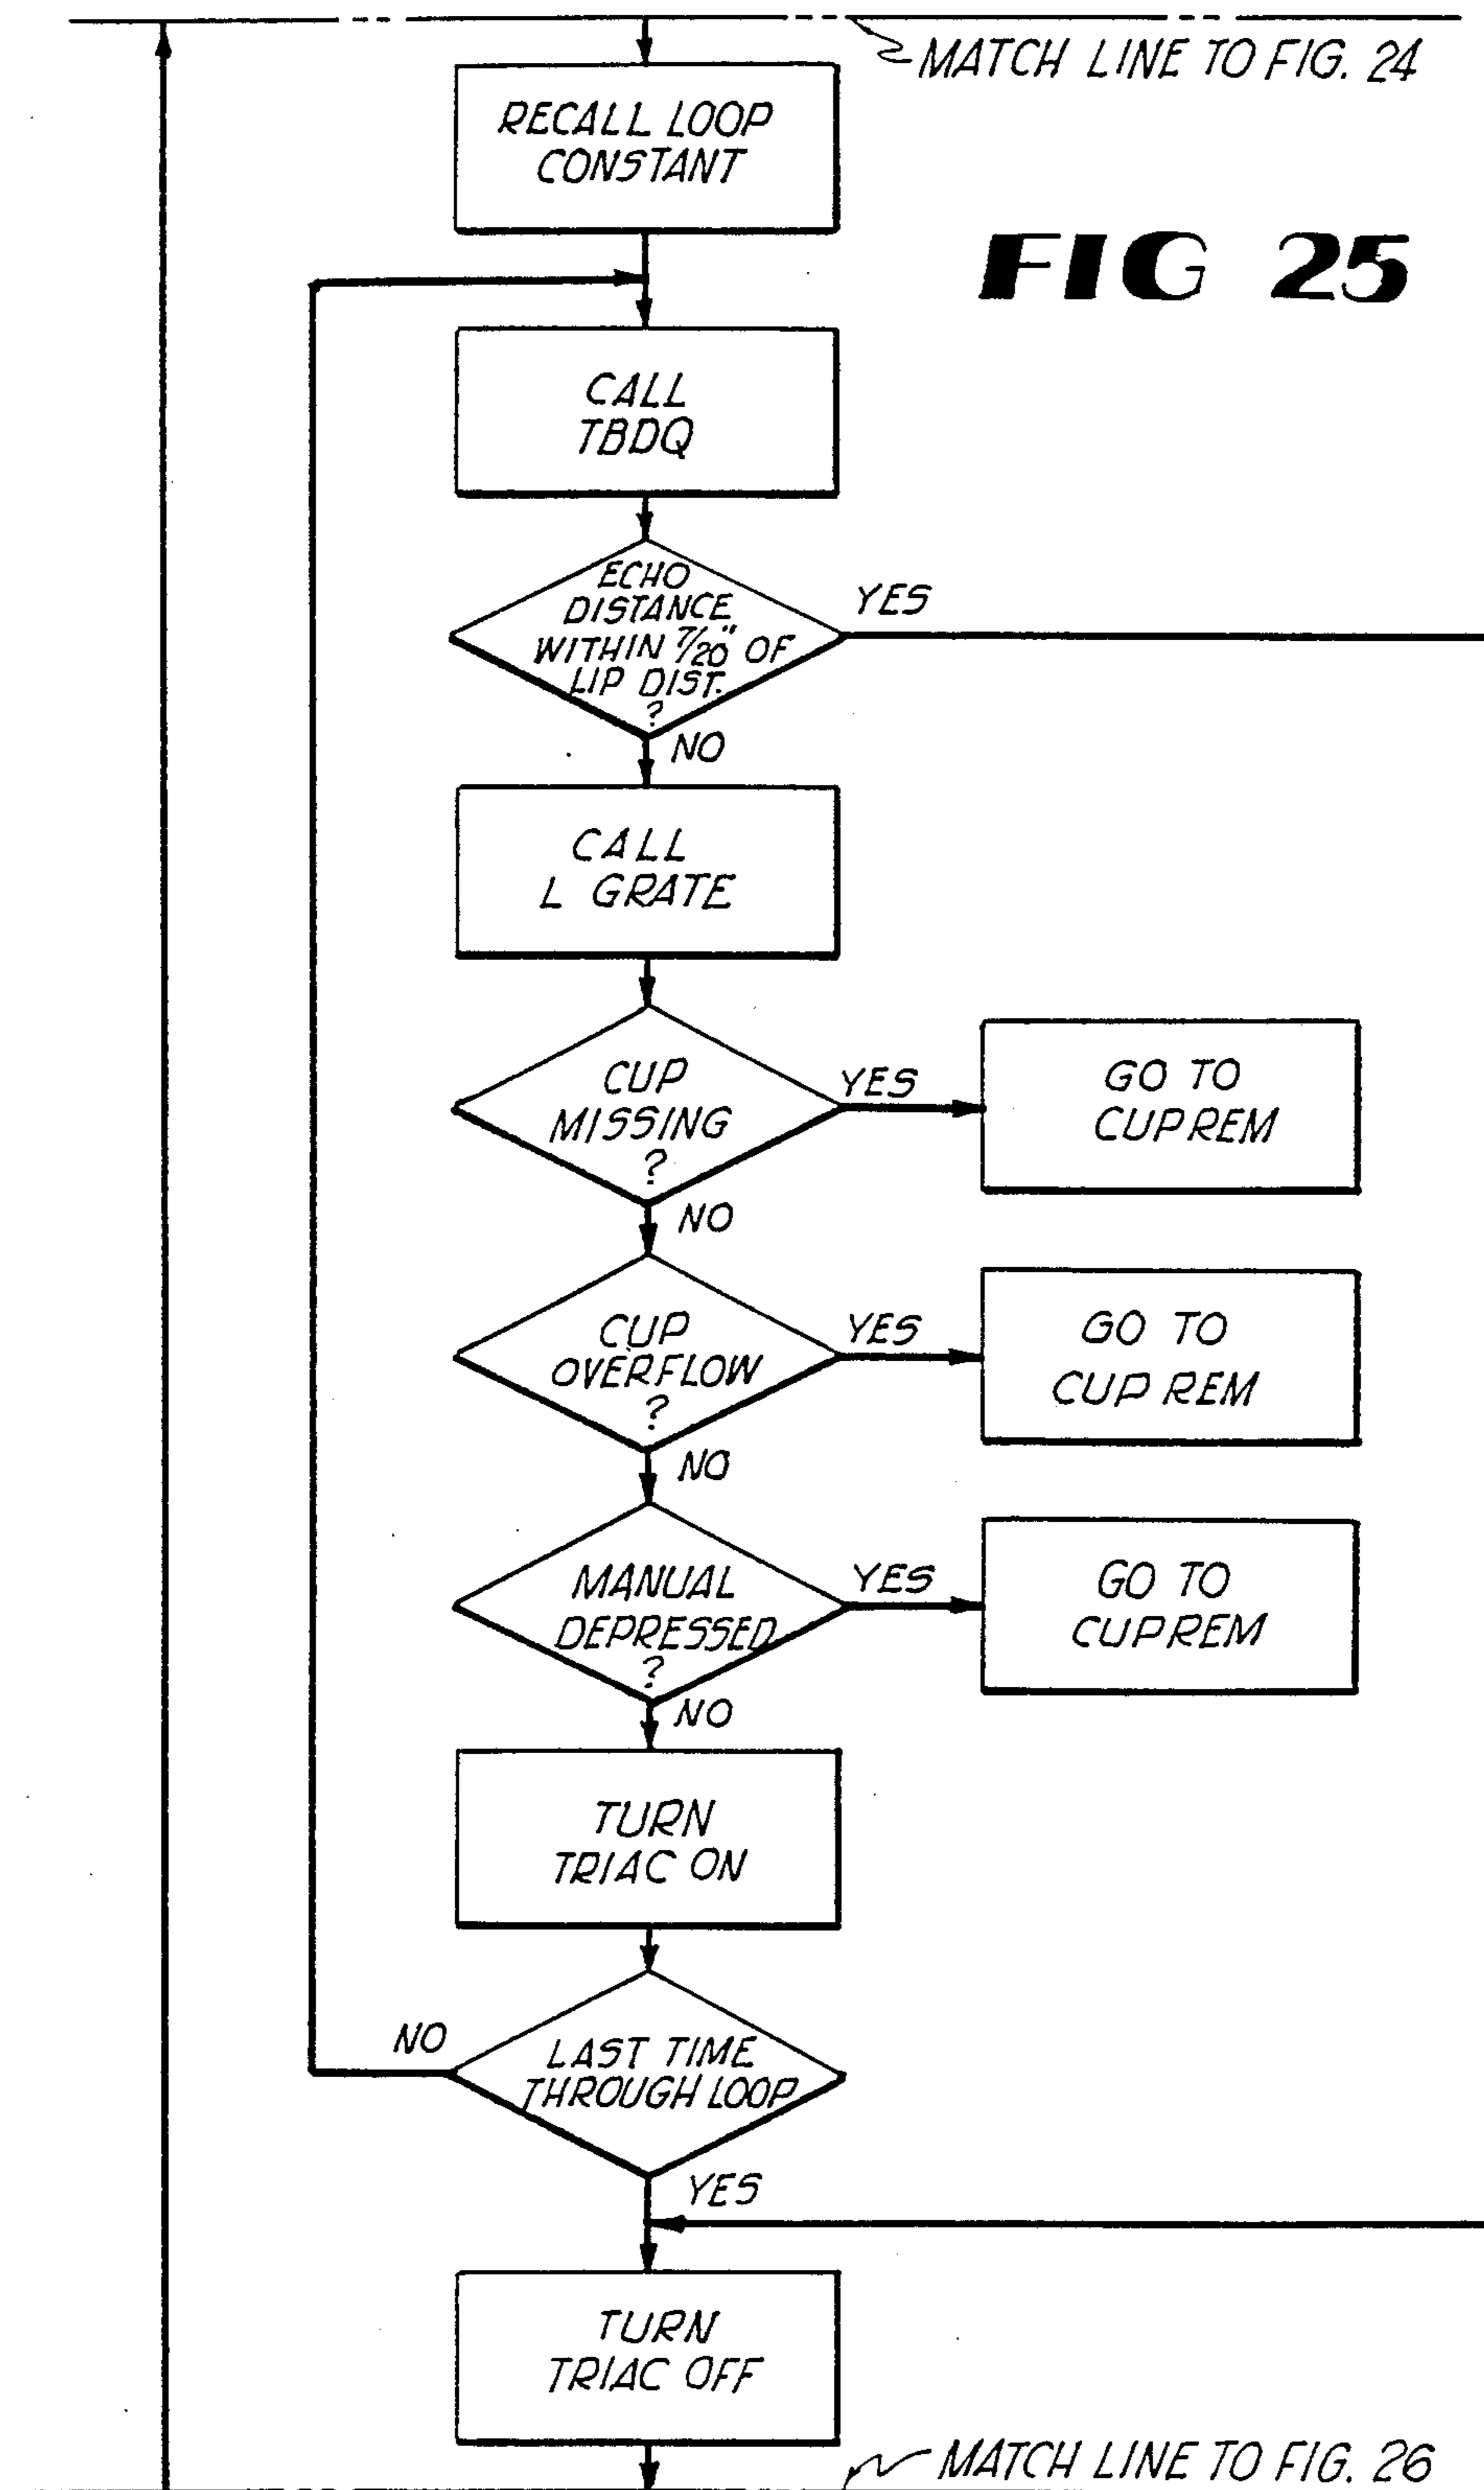 MATCH LINE TO FIG. 24
RECALL LOOP
CONSTANT
FIG 25
CALL
TBDQ
ECHO
DISTANCE
WITHIN 7/20" OF
LIP DIST.
?
YES
NO
CALL
L GRATE
CUP
MISSING
?
YES
GO TO
CUPREM
NO
CUP
OVERFLOW
?
YES
GO TO
CUP REM
NO
MANUAL
DEPRESSED
?
YES
GO TO
CUPREM
NO
TURN
TRIAC ON
NO
LAST TIME
THROUGH LOOP
YES
TURN
TRIAC OFF
MATCH LINE TO FIG. 26